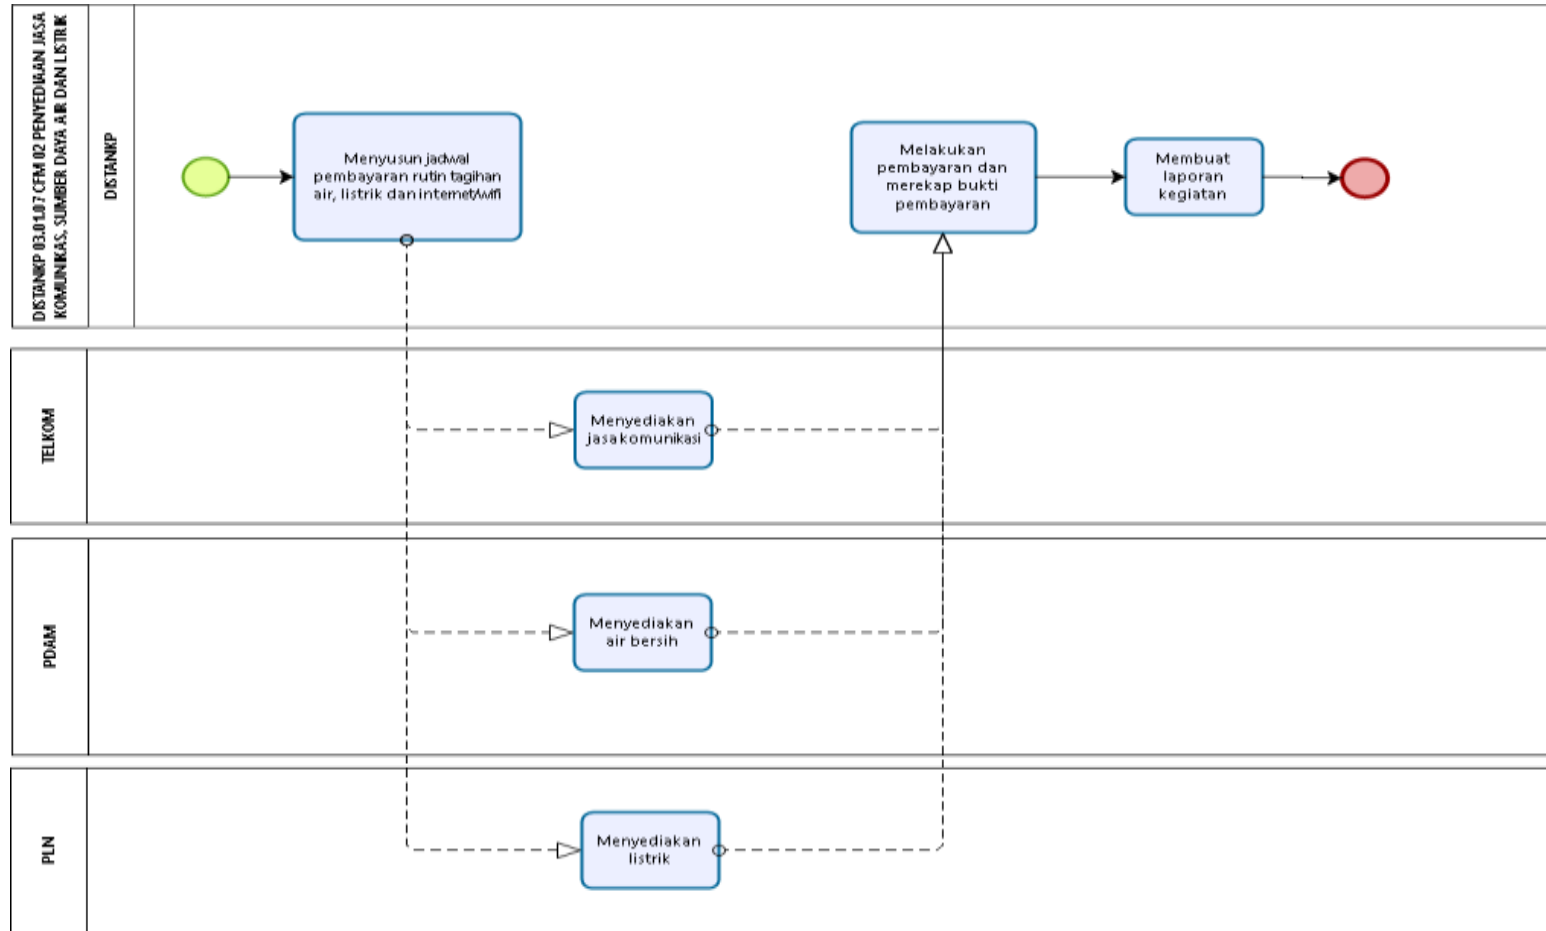 DISTANKP 03.01.07 CFM 02 PENYEDIAAN JASA
KOMUNIKAS, SUMBER DAYA AIR DAN LISTRIK
DISTANKP
Menyusun jadwal
pembayaran rutin tagihan
air, listrik dan internet/wifi
Melakukan
pembayaran dan
merekap bukti
pembayaran
Membuat
laporan
kegiatan
TELKOM
Menyediakan
jasa komunikasi
PDAM
Menyediakan
air bersih
PLN
Menyediakan
listrik